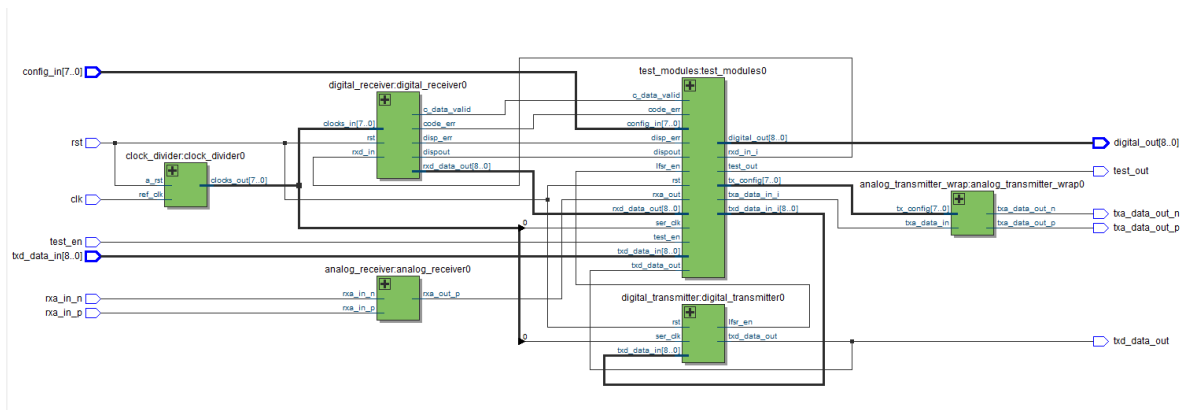 config_in[7..0]
rst
clk
test_en
txd_data_in[8..0]
rxa_in_n
rxa_in_p
clock_divider:clock_divider0
a_rst
ref_clk
clocks_out[7..0]
digital_receiver:digital_receiver0
clocks_in[7..0]
rst
rxd_in
c_data_valid
code_err
disp_err
dispout
rxd_data_out[8..0]
analog_receiver:analog_receiver0
rxa_in_n
rxa_in_p
rxa_out_p
test_modules:test_modules0
c_data_valid
code_err
config_in[7..0]
disp_err
dispout
lfsr_en
rst
rxa_out
rxd_data_out[8..0]
0
ser_clk
test_en
txd_data_in[8..0]
txd_data_out
digital_out[8..0]
rxd_in_i
test_out
tx_config[7..0]
txa_data_in_i
txd_data_in_i[8..0]
digital_transmitter:digital_transmitter0
rst
0
ser_clk
txd_data_in[8..0]
lfsr_en
txd_data_out
analog_transmitter_wrap:analog_transmitter_wrap0
tx_config[7..0]
txa_data_in
txa_data_out_n
txa_data_out_p
digital_out[8..0]
test_out
txa_data_out_n
txa_data_out_p
txd_data_out